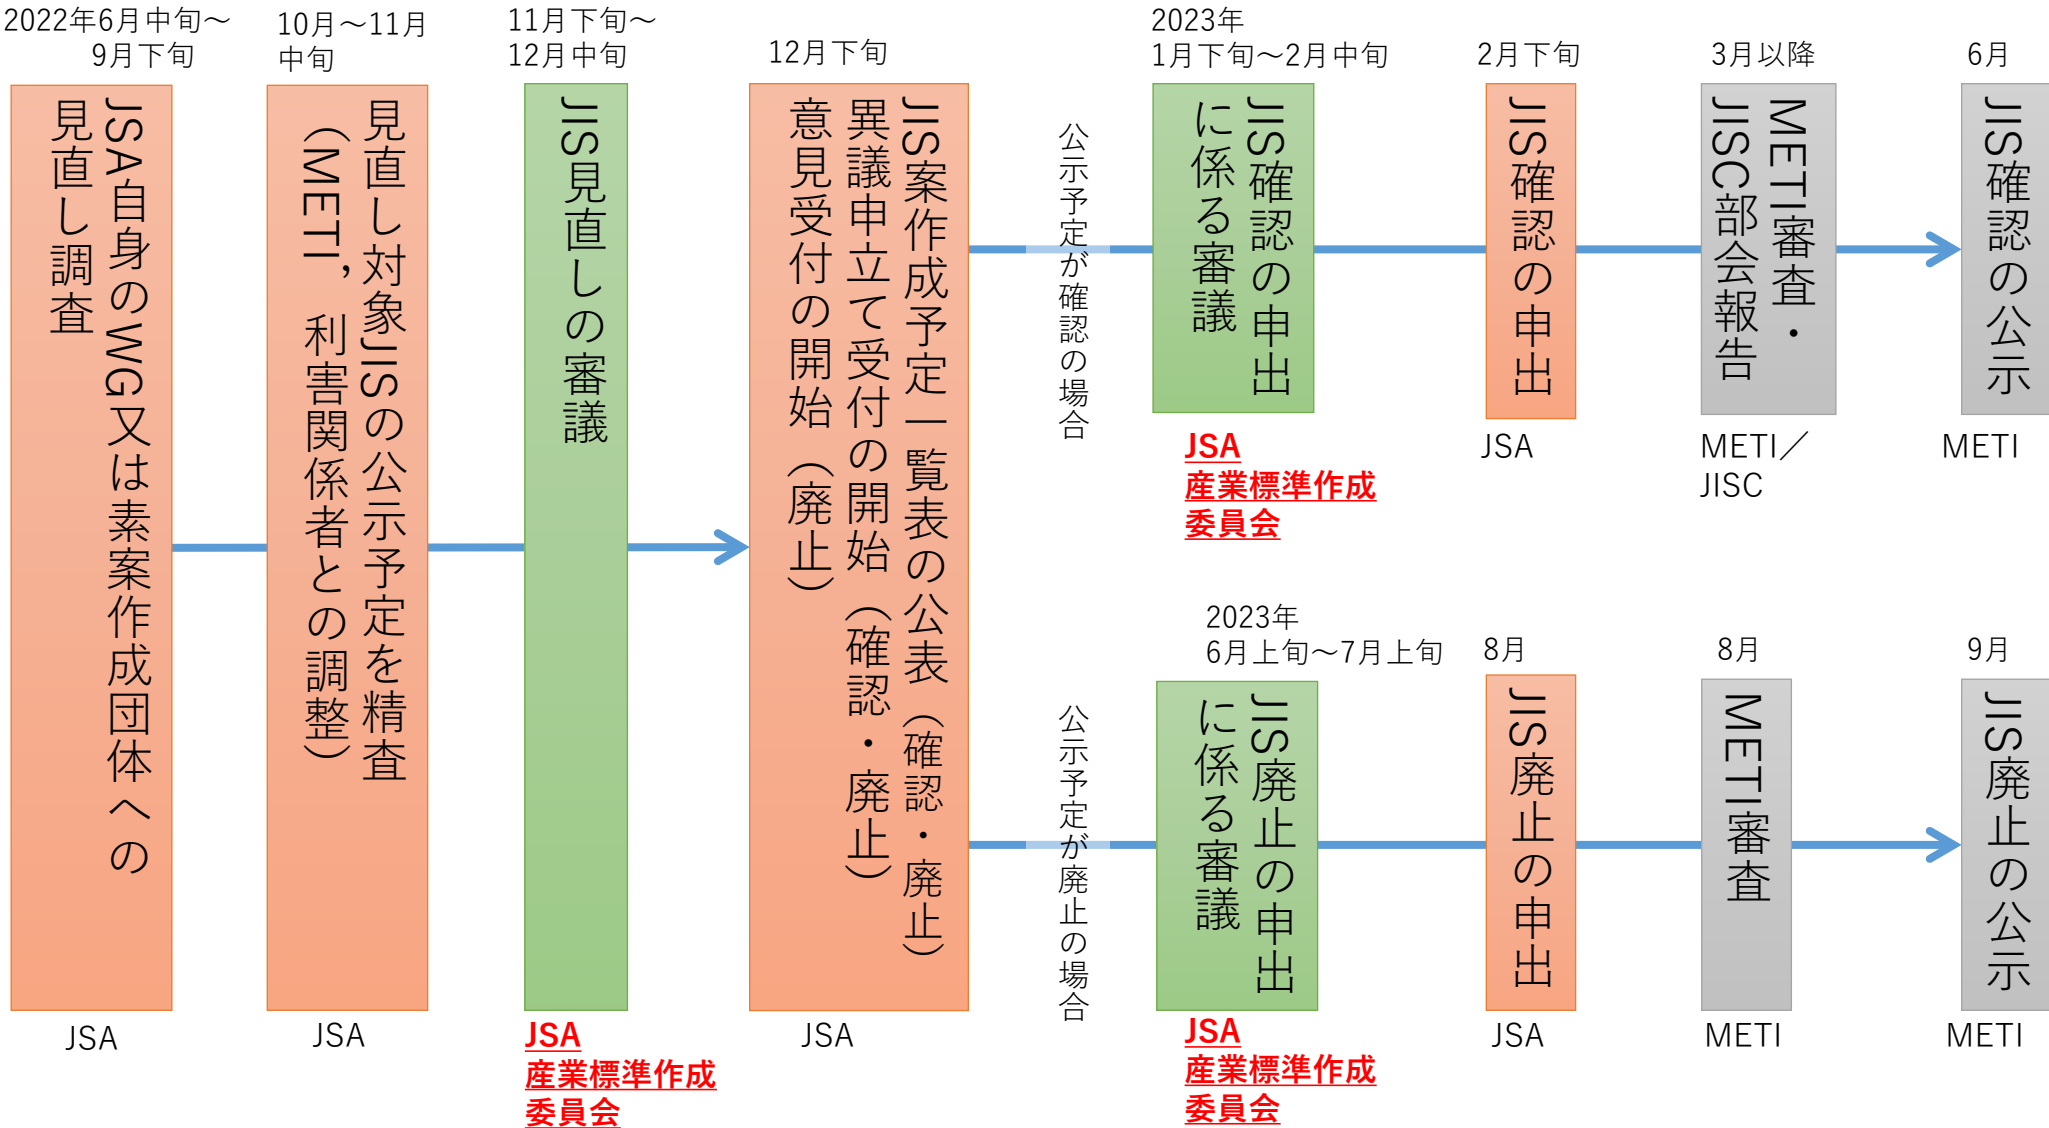 2022年6月中旬～
9月下旬
JSA自身のWG又は素案作成団体への
見直し調査
JSA
10月～11月
中旬
見直し対象JISの公示予定を精査
（METI，利害関係者との調整）
JSA
11月下旬～
12月中旬
JIS見直しの審議
JSA
産業標準作成
委員会
12月下旬
JIS案作成予定一覧表の公表（確認・廃止）
異議申立て受付の開始（確認・廃止）
意見受付の開始（廃止）
JSA
公示予定が確認の場合
2023年
1月下旬～2月中旬
JIS確認の申出
に係る審議
JSA
産業標準作成
委員会
2月下旬
JIS確認の申出
JSA
3月以降
METI審査・
JISC部会報告
METI／
JISC
6月
JIS確認の公示
METI
公示予定が廃止の場合
2023年
6月上旬～7月上旬
JIS廃止の申出
に係る審議
JSA
産業標準作成
委員会
8月
JIS廃止の申出
JSA
8月
METI審査
METI
9月
JIS廃止の公示
METI